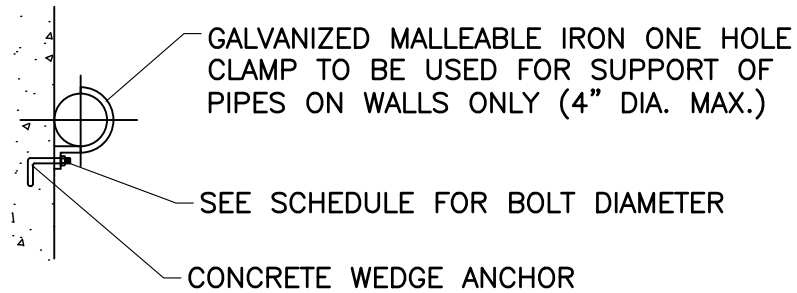 GALVANIZED MALLEABLE IRON ONE HOLE
CLAMP TO BE USED FOR SUPPORT OF
PIPES ON WALLS ONLY (4” DIA. MAX.)
SEE SCHEDULE FOR BOLT DIAMETER
CONCRETE WEDGE ANCHOR